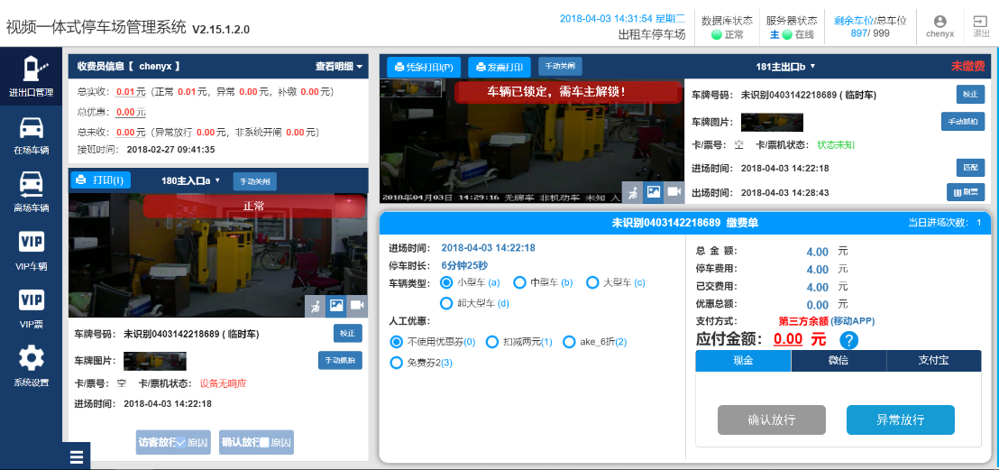 视频一体式停车场管理系统 V2.15.1.2.0
2018-04-03 14:31:54 星期二
出租车停车场
数据库状态
正常
服务器状态
主 在线
剩余车位/总车位
897/ 999
chenyx
退出
进出口管理
在场车辆
离场车辆
VIP
VIP车辆
VIP
VIP票
系统设置
收费员信息【 chenyx 】 查看明细
总实收: 0.01元 (正常 0.01元, 异常 0.00元, 补缴 0.00元)
总优惠: 0.00元
总未收: 0.00元 (异常放行 0.00元, 非系统开闸 0.00元)
接班时间: 2018-02-27 09:41:35
打印(I) 180主入口a 手动关闸
正常
车牌号码: 未识别0403142218689 ( 临时车) 校正
车牌图片: 手动抓拍
卡/票号: 空 卡/票机状态: 设备无响应
进场时间: 2018-04-03 14:22:18
访客放行 原因 确认放行 原因
凭条打印(P) 发票打印 手动关闸 181主出口b 未缴费
车辆已锁定，需车主解锁！
2018年04月03日 14:29:16 无牌车 非机动车 未知 入
车牌号码: 未识别0403142218689 ( 临时车) 校正
车牌图片: 手动抓拍
卡/票号: 空 卡/票机状态: 状态未知
进场时间: 2018-04-03 14:22:18 匹配
出场时间: 2018-04-03 14:28:43 刷票
未识别0403142218689 缴费单 当日进场次数: 1
进场时间: 2018-04-03 14:22:18
停车时长: 6分钟25秒
车辆类型: 小型车 (a) 中型车 (b) 大型车 (c)
超大型车 (d)
人工优惠:
不使用优惠券(0) 扣减两元(1) ake_6折(2)
免费券2(3)
总 金 额: 4.00 元
停车费用: 4.00 元
已交费用: 4.00 元
优惠总额: 0.00 元
支付方式: 第三方余额 (移动APP)
应付金额: 0.00 元 ?
现金 微信 支付宝
确认放行 异常放行